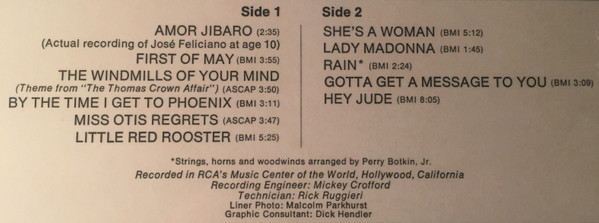 Side 1
AMOR JIBARO (2:35)
(Actual recording of José Feliciano at age 10)
FIRST OF MAY (BMI 3:55)
THE WINDMILLS OF YOUR MIND
(Theme from "The Thomas Crown Affair") (ASCAP 3:50)
BY THE TIME I GET TO PHOENIX (BMI 3:11)
MISS OTIS REGRETS (ASCAP 3:47)
LITTLE RED ROOSTER (BMI 5:25)
Side 2
SHE'S A WOMAN (BMI 5:12)
LADY MADONNA (BMI 1:45)
RAIN* (BMI 2:24)
GOTTA GET A MESSAGE TO YOU (BMI 3:09)
HEY JUDE (BMI 8:05)
*Strings, horns and woodwinds arranged by Perry Botkin, Jr.
Recorded in RCA's Music Center of the World, Hollywood, California
Recording Engineer: Mickey Crofford
Technician: Rick Ruggieri
Liner Photo: Malcolm Parkhurst
Graphic Consultant: Dick Hendler